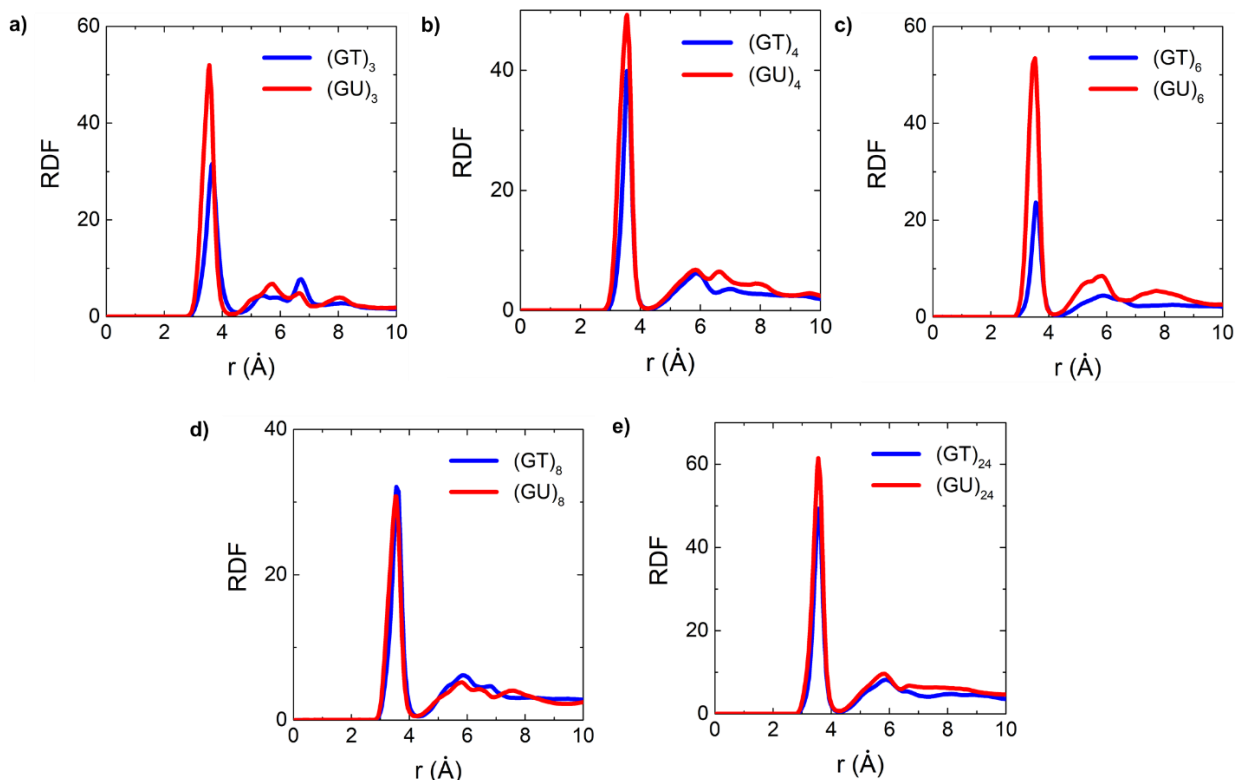 a)
60
40
20
0
RDF
(GT)₃
(GU)₃
0 2 4 6 8 10
r (Å)
b)
40
20
0
RDF
(GT)₄
(GU)₄
0 2 4 6 8 10
r (Å)
c)
60
40
20
0
RDF
(GT)₆
(GU)₆
0 2 4 6 8 10
r (Å)
d)
40
20
0
RDF
(GT)₈
(GU)₈
0 2 4 6 8 10
r (Å)
e)
60
40
20
0
RDF
(GT)₂₄
(GU)₂₄
0 2 4 6 8 10
r (Å)